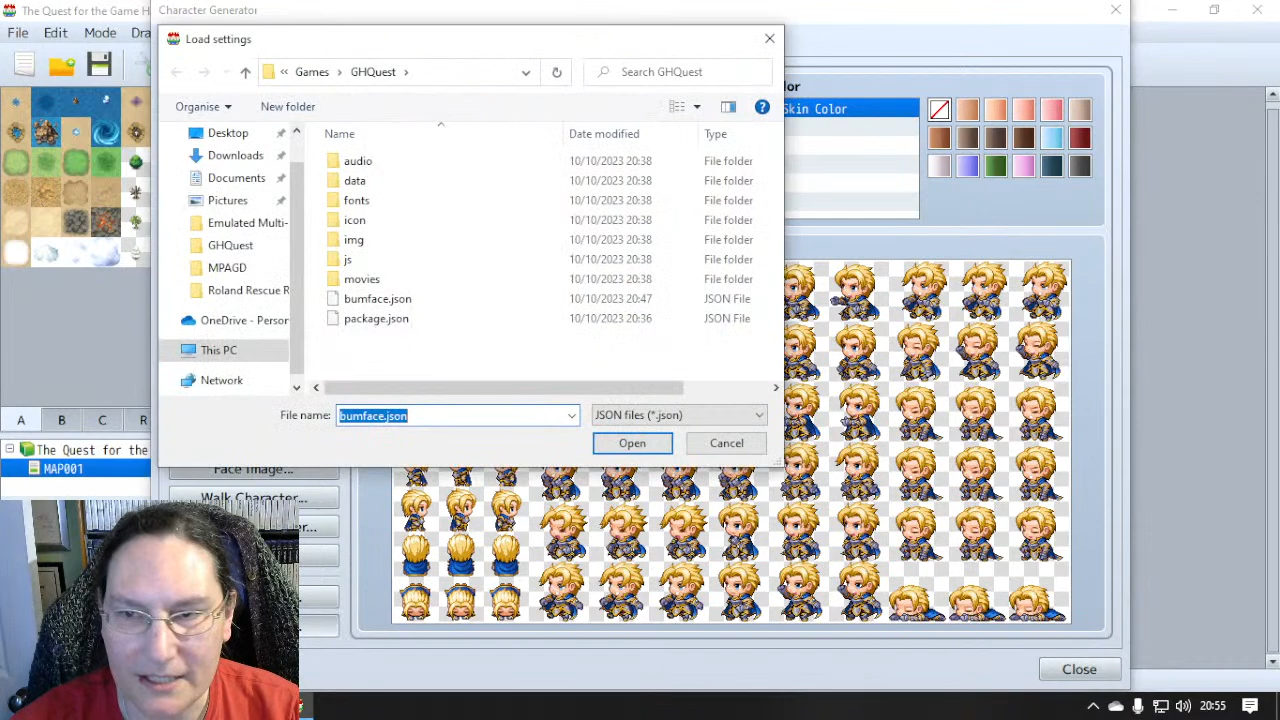 The Quest for the Game H
Character Generator
File Edit Mode Dra
Load settings
« Games > GHQuest >
Search GHQuest
or
Organise
New folder
Skin Color
Desktop
Downloads
Documents
Pictures
Emulated Multi-
GHQuest
MPAGD
Roland Rescue R
OneDrive - Person
This PC
Network
Name Date modified Type
audio 10/10/2023 20:38 File folder
data 10/10/2023 20:38 File folder
fonts 10/10/2023 20:38 File folder
icon 10/10/2023 20:38 File folder
img 10/10/2023 20:38 File folder
js 10/10/2023 20:38 File folder
movies 10/10/2023 20:38 File folder
bumface.json 10/10/2023 20:47 JSON File
package.json 10/10/2023 20:36 JSON File
File name: bumface.json
JSON files (*.json)
Open
Cancel
A B C R
The Quest for the
MAP001
Face Image...
Walk Character...
er...
Close
20:55